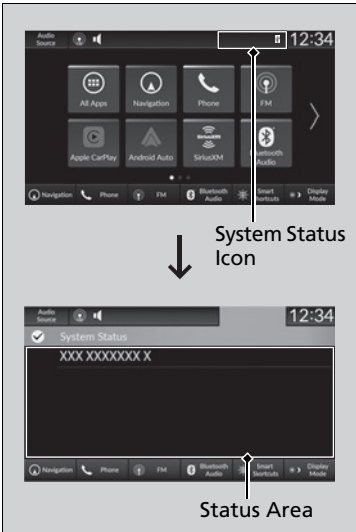 Audio
Source
12:34
All Apps
Navigation
Phone
FM
Apple CarPlay
Android Auto
SiriusXM
Bluetooth
Audio
Navigation
Phone
FM
Bluetooth
Audio
Smart
Shortcuts
Display
Mode
System Status
Icon
Audio
Source
12:34
System Status
XXX XXXXXXX X
Navigation
Phone
FM
Bluetooth
Audio
Smart
Shortcuts
Display
Mode
Status Area